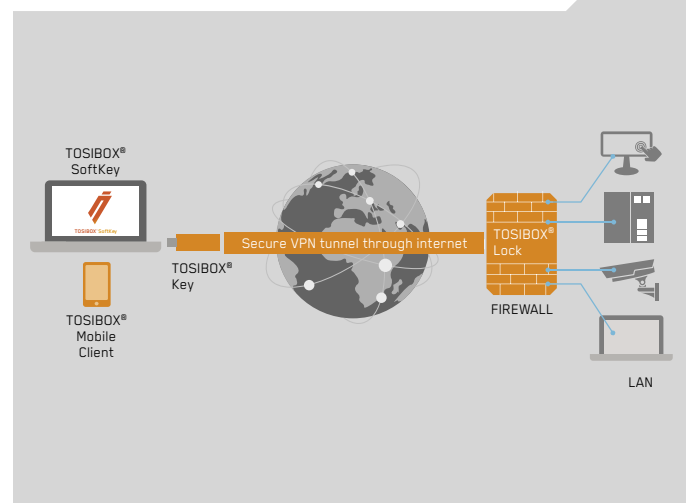 TOSIBOX®
SoftKey
TOSIBOX® SoftKey
TOSIBOX®
Mobile
Client
TOSIBOX®
Key
Secure VPN tunnel through internet
TOSIBOX®
Lock
FIREWALL
LAN